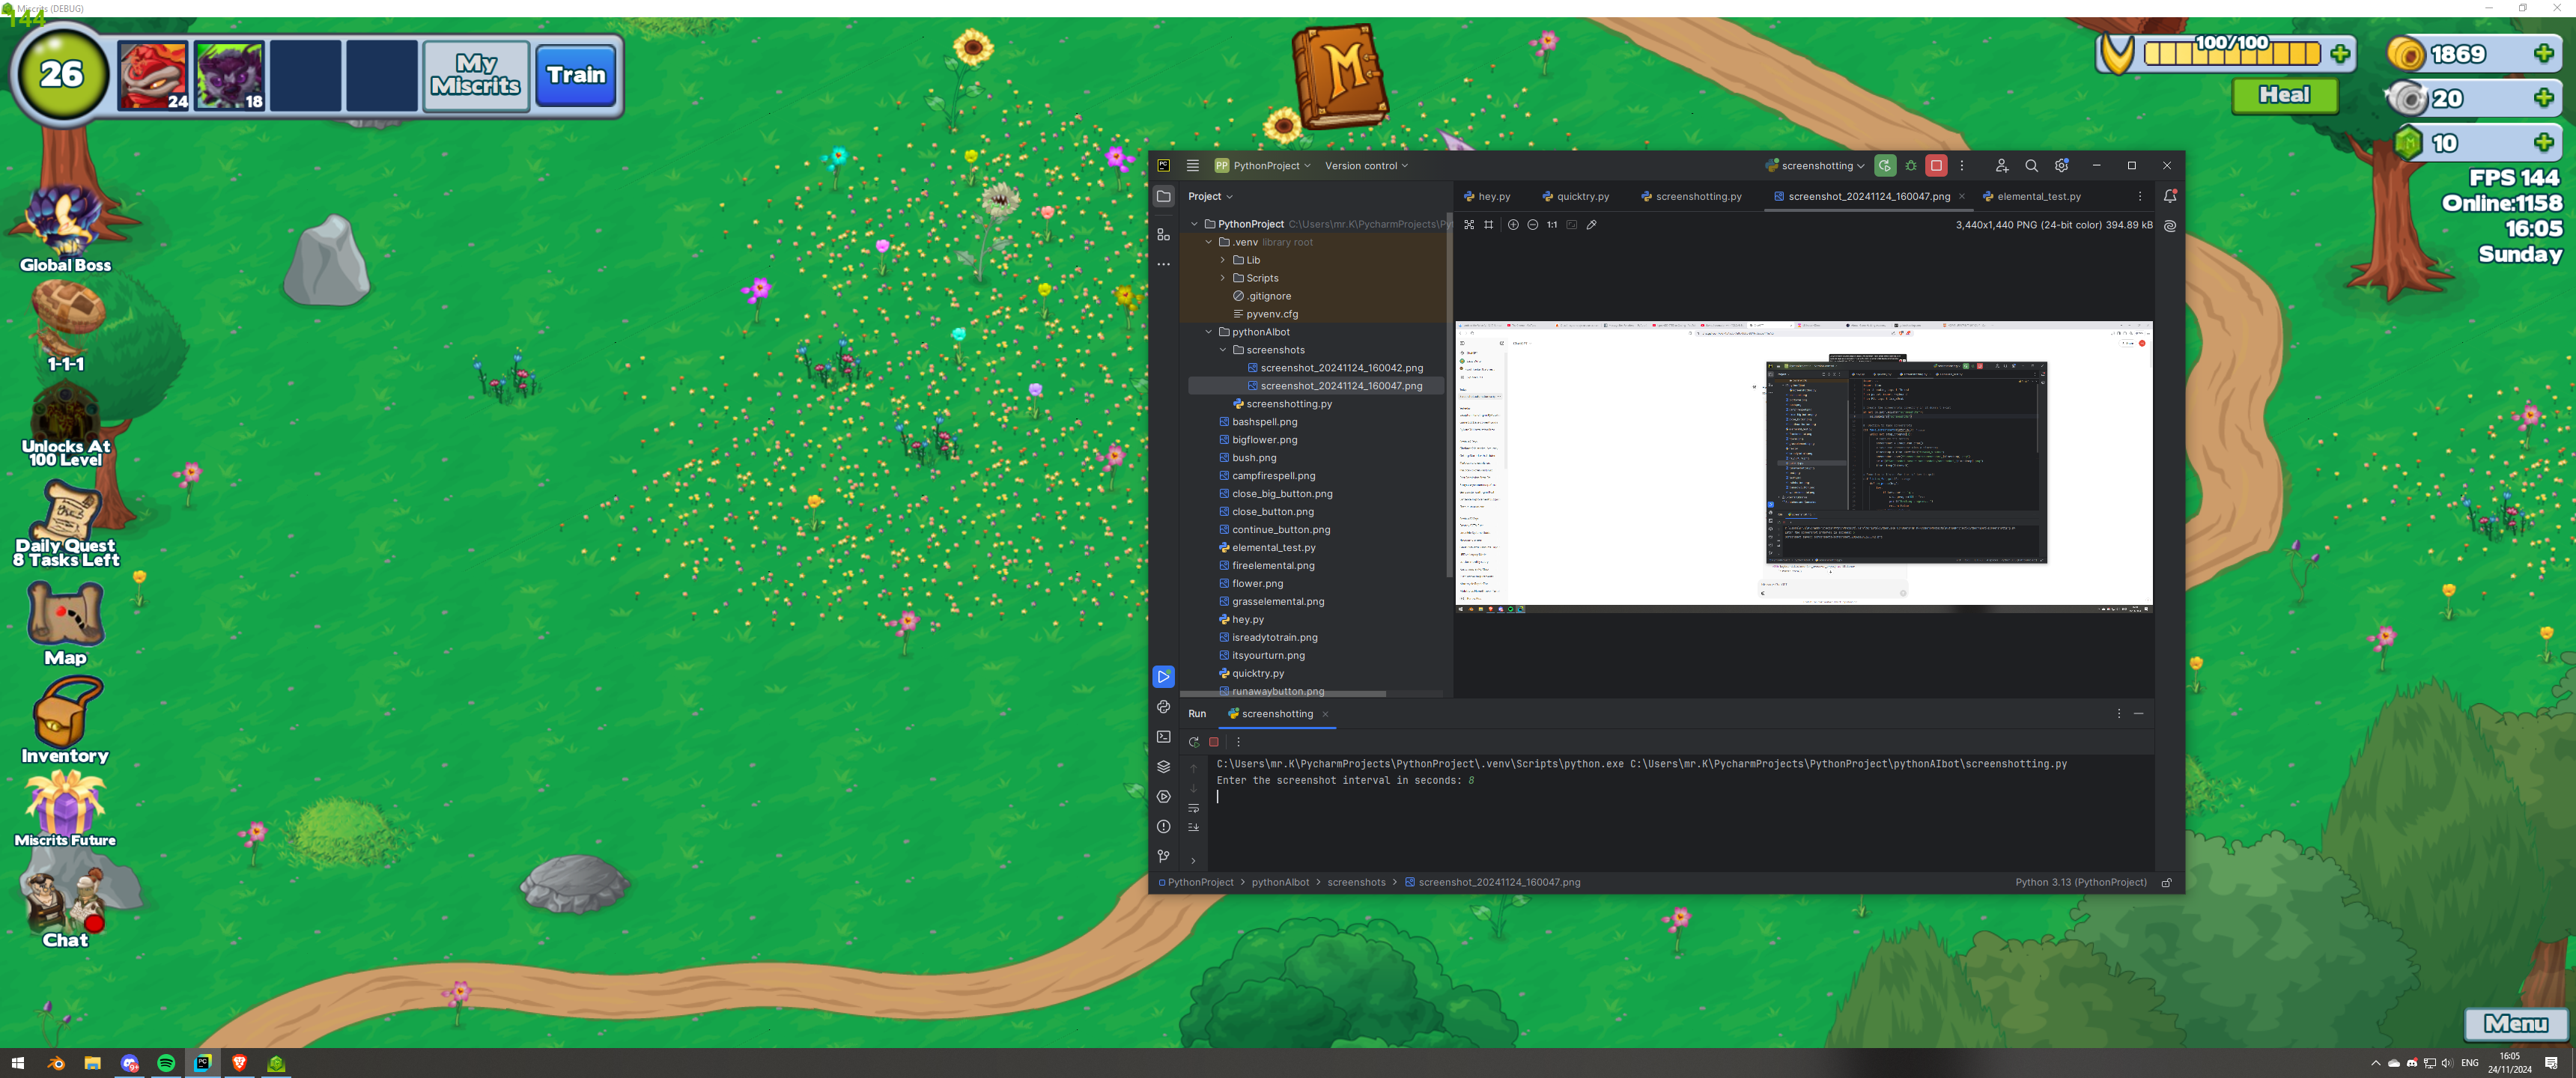 Miscrits (DEBUG)
144
26
24
18
My
Miscrits
Train
M
100/100
Heal
1869
20
10
FPS 144
Online:1158
16:05
Sunday
Global Boss
1-1-1
Unlocks At
100 Level
Daily Quest
8 Tasks Left
Map
Inventory
Miscrits Future
Chat
Menu
PC
PP PythonProject
Version control
screenshotting
Project
hey.py
quicktry.py
screenshotting.py
screenshot_20241124_160047.png
elemental_test.py
1:1
3,440x1,440 PNG (24-bit color) 394.89 kB
PythonProject C:\Users\mr.K\PycharmProjects\Pyt
.venv library root
Lib
Scripts
.gitignore
pyvenv.cfg
pythonAIbot
screenshots
screenshot_20241124_160042.png
screenshot_20241124_160047.png
screenshotting.py
bashspell.png
bigflower.png
bush.png
campfirespell.png
close_big_button.png
close_button.png
continue_button.png
elemental_test.py
fireelemental.png
flower.png
grasselemental.png
hey.py
isreadytotrain.png
itsyourturn.png
quicktry.py
runawaybutton.png
Run
screenshotting
C:\Users\mr.K\PycharmProjects\PythonProject\.venv\Scripts\python.exe C:\Users\mr.K\PycharmProjects\PythonProject\pythonAIbot\screenshotting.py
Enter the screenshot interval in seconds: 8
PythonProject > pythonAIbot > screenshots > screenshot_20241124_160047.png
Python 3.13 (PythonProject)
ENG
16:05
24/11/2024